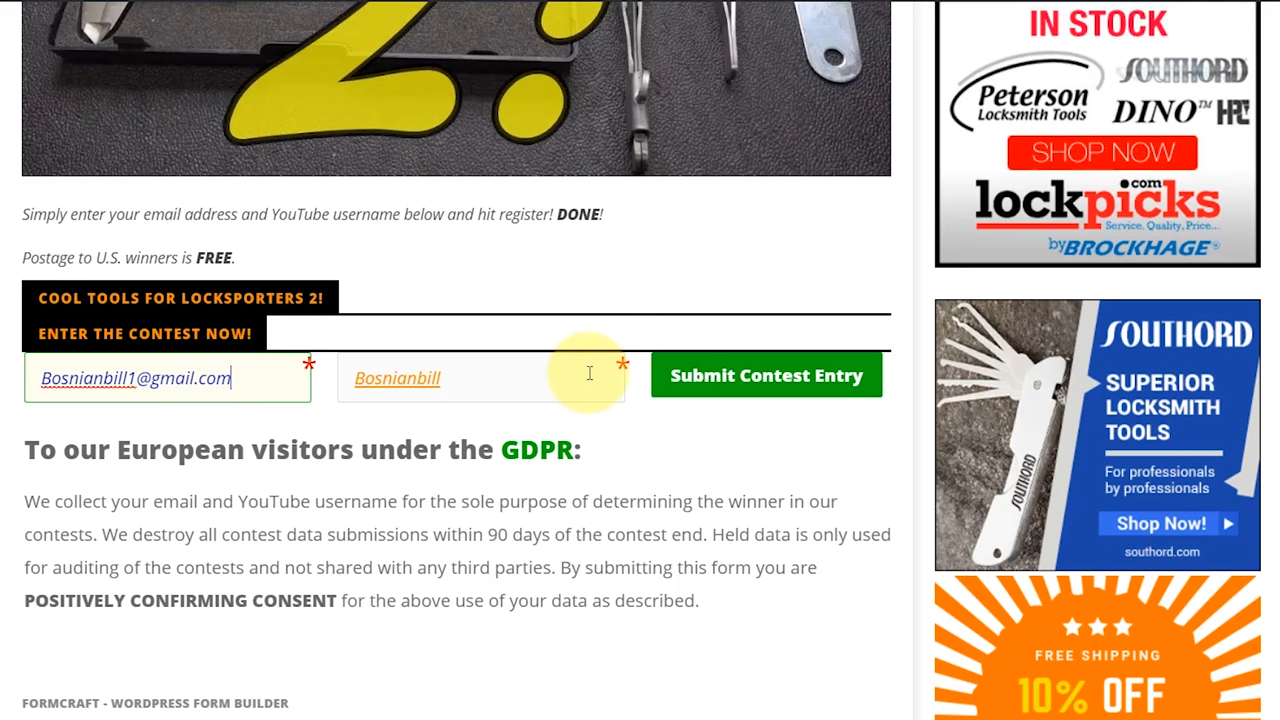 2:
Simply enter your email address and YouTube username below and hit register! DONE!
Postage to U.S. winners is FREE.
COOL TOOLS FOR LOCKSPORTERS 2!
ENTER THE CONTEST NOW!
Bosnianbill1@gmail.com *
Bosnianbill *
Submit Contest Entry
To our European visitors under the GDPR:
We collect your email and YouTube username for the sole purpose of determining the winner in our
contests. We destroy all contest data submissions within 90 days of the contest end. Held data is only used
for auditing of the contests and not shared with any third parties. By submitting this form you are
POSITIVELY CONFIRMING CONSENT for the above use of your data as described.
FORMCRAFT - WORDPRESS FORM BUILDER
IN STOCK
Peterson
Locksmith Tools
SOUTHORD
DINO™ HPC
SHOP NOW
lockpicks.com
Service, Quality, Price...
by BROCKHAGE®
SOUTHORD
SUPERIOR
LOCKSMITH
TOOLS
For professionals
by professionals
Shop Now!
southord.com
SOUTHORD
FREE SHIPPING
10% OFF